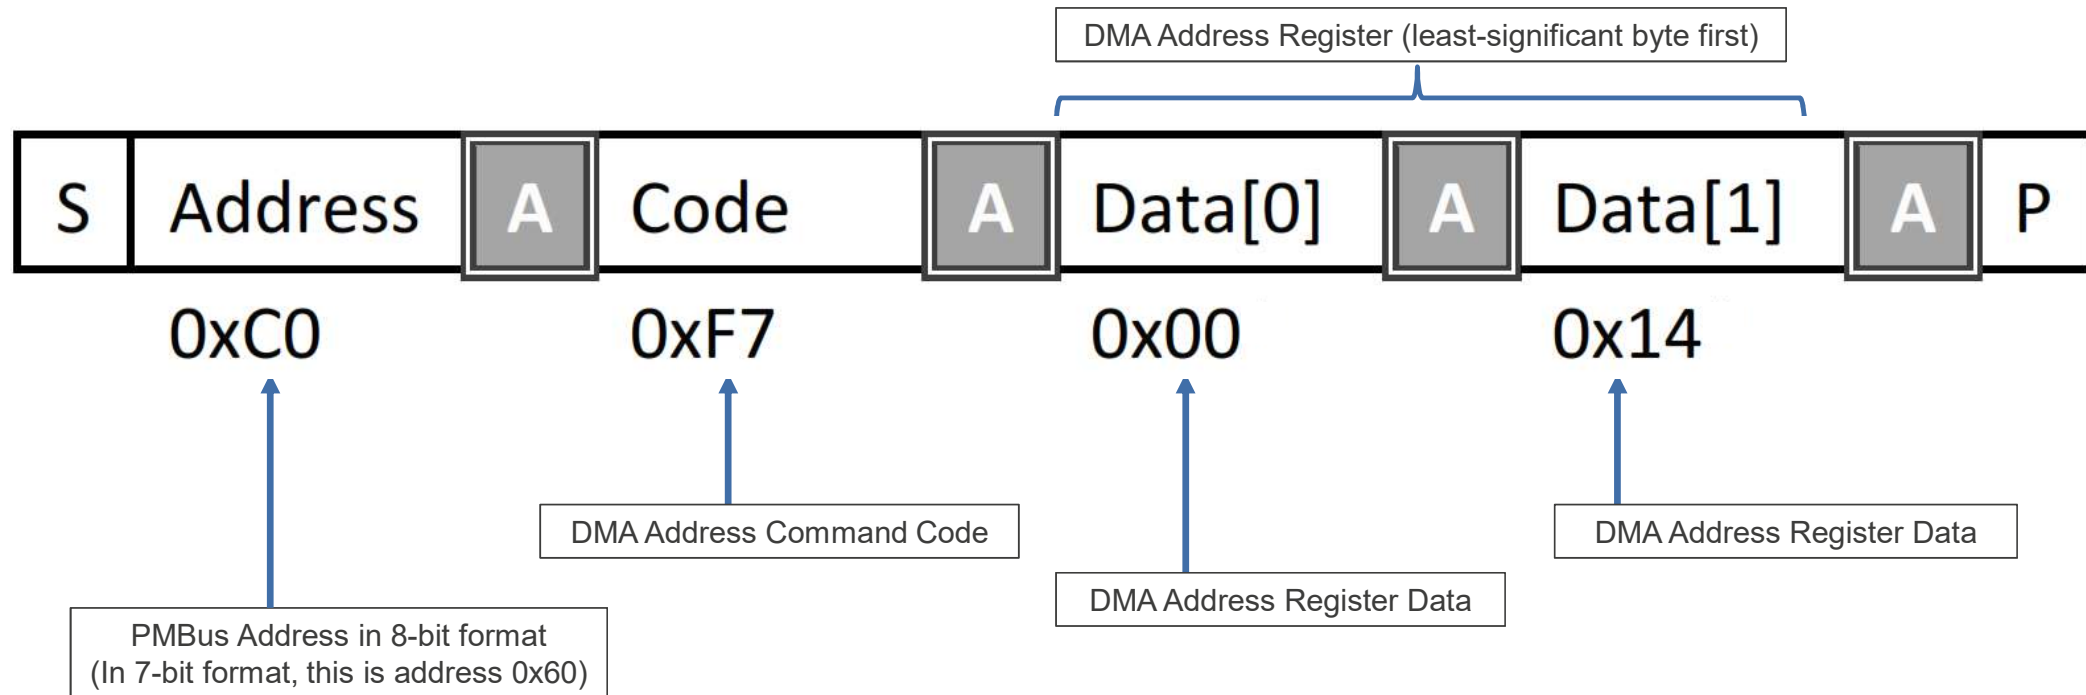 DMA Address Register (least-significant byte first)
S Address A Code A Data[0] A Data[1] A P
0xC0 0xF7 0x00 0x14
DMA Address Command Code
DMA Address Register Data
DMA Address Register Data
PMBus Address in 8-bit format
(In 7-bit format, this is address 0x60)